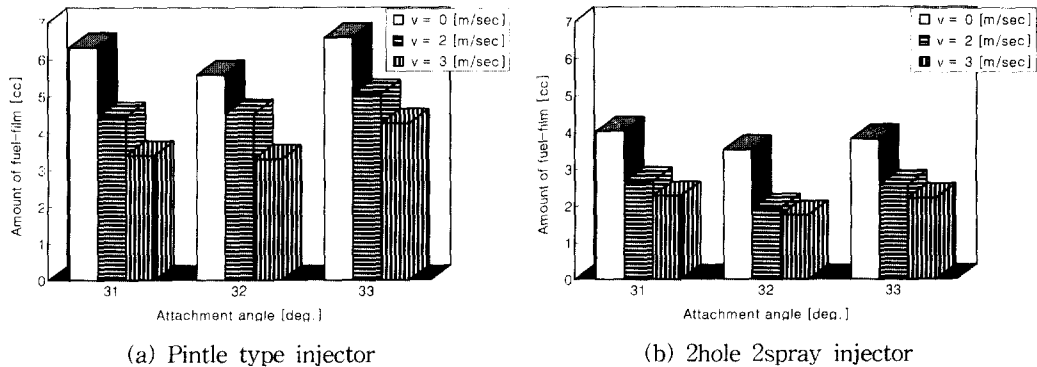 7
6
5
4
3
2
1
0
Amount of fuel-film [cc]
v = 0 [m/sec]
v = 2 [m/sec]
v = 3 [m/sec]
31 32 33
Attachment angle [deg.]
(a) Pintle type injector
7
6
5
4
3
2
1
0
Amount of fuel-film [cc]
v = 0 [m/sec]
v = 2 [m/sec]
v = 3 [m/sec]
31 32 33
Attachment angle [deg.]
(b) 2hole 2spray injector